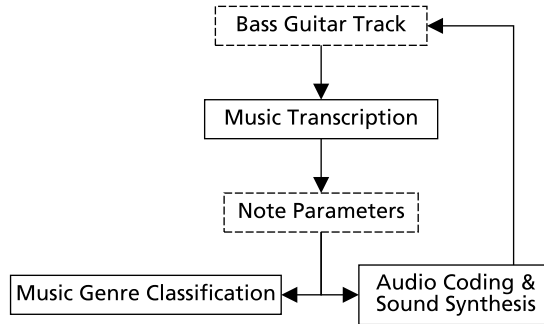 Bass Guitar Track
Music Transcription
Note Parameters
Music Genre Classification
Audio Coding &
Sound Synthesis